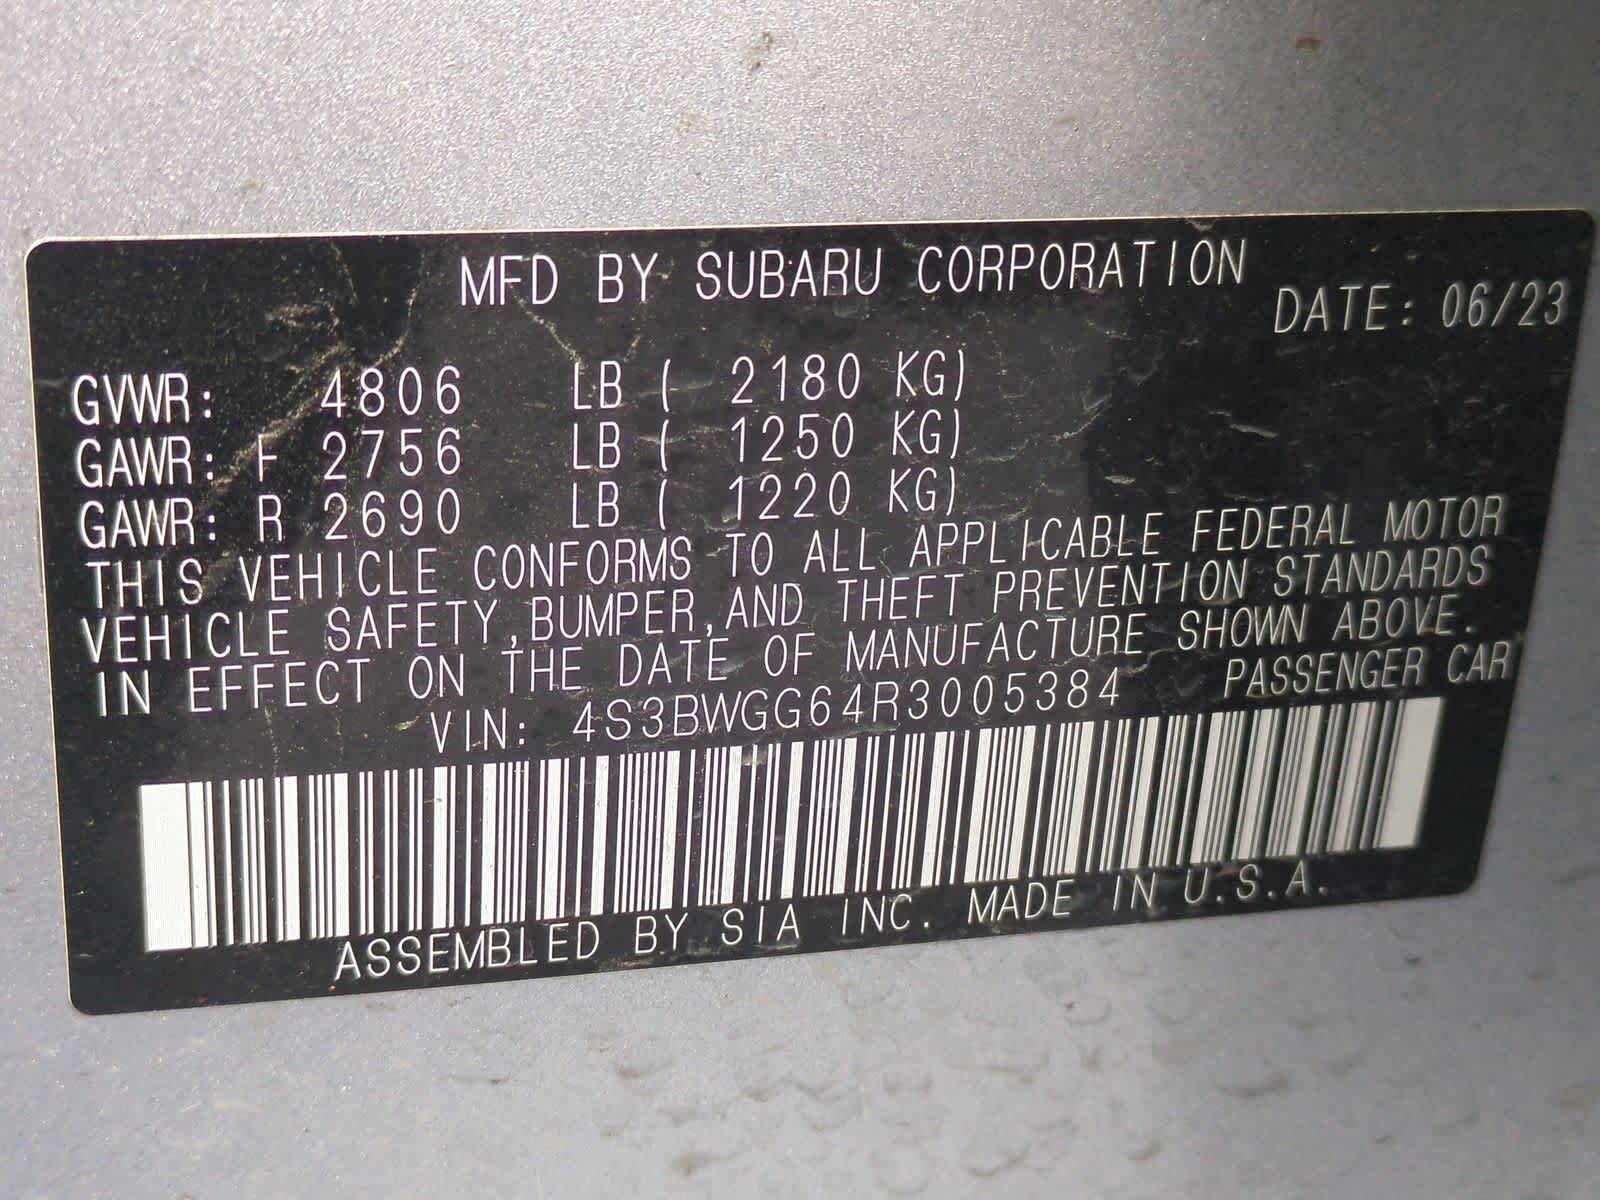 MFD BY SUBARU CORPORATION
DATE: 06/23
GVWR: 4806 LB ( 2180 KG)
GAWR: F 2756 LB ( 1250 KG)
GAWR: R 2690 LB ( 1220 KG)
THIS VEHICLE CONFORMS TO ALL APPLICABLE FEDERAL MOTOR
VEHICLE SAFETY,BUMPER,AND THEFT PREVENTION STANDARDS
IN EFFECT ON THE DATE OF MANUFACTURE SHOWN ABOVE.
VIN: 4S3BWGG64R3005384 PASSENGER CAR
ASSEMBLED BY SIA INC. MADE IN U.S.A.